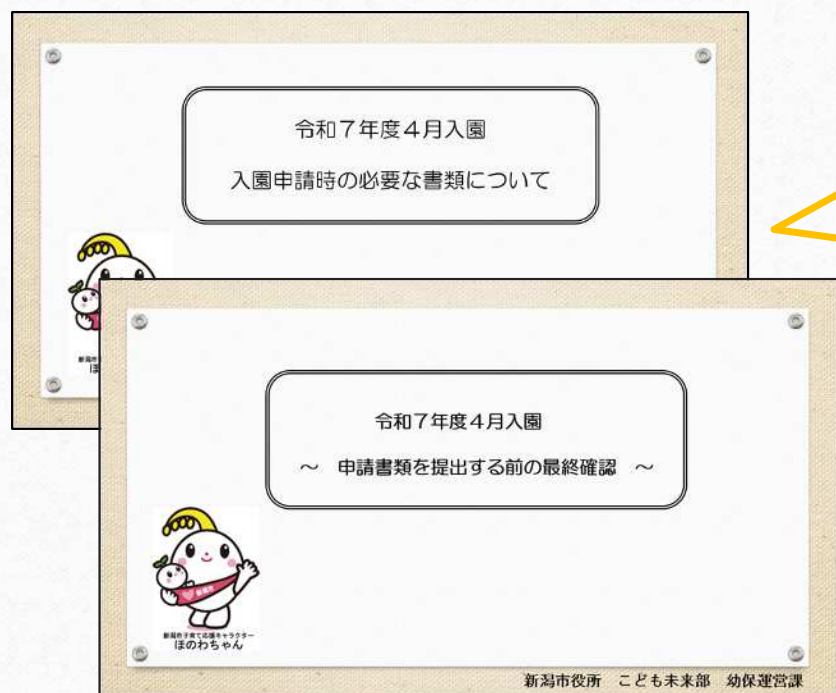 令和7年度4月入園
入園申請時の必要な書類について
令和7年度4月入園
～　申請書類を提出する前の最終確認　～
新潟市
新潟市子育て応援キャラクター
ほのわちゃん
新潟市役所　こども未来部　幼保運営課